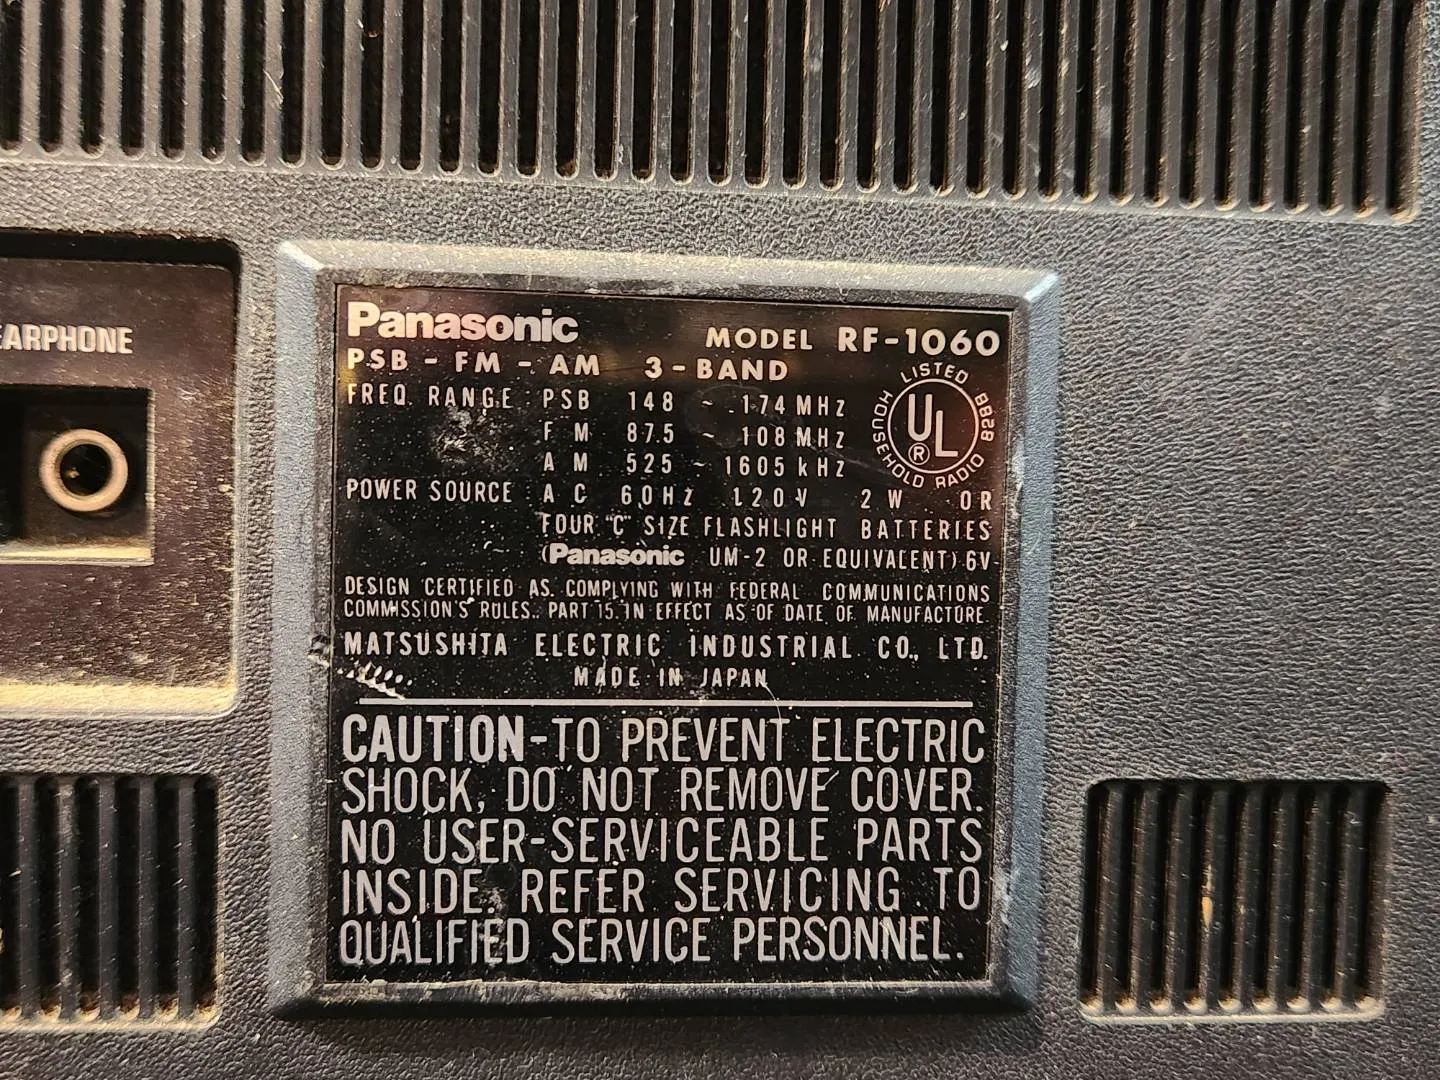 EARPHONE
Panasonic MODEL RF-1060
PSB - FM - AM 3-BAND
FREQ. RANGE : PSB 148 ~ 174 MHz
FM 87.5 ~ 108 MHz
AM 525 ~ 1605 kHz
LISTED 8B28
UL ®
HOUSEHOLD RADIO
POWER SOURCE : AC 60Hz 120V 2W OR
FOUR "C" SIZE FLASHLIGHT BATTERIES
(Panasonic UM-2 OR EQUIVALENT) 6V
DESIGN CERTIFIED AS COMPLYING WITH FEDERAL COMMUNICATIONS
COMMISSION'S RULES. PART 15. IN EFFECT AS OF DATE OF MANUFACTURE
MATSUSHITA ELECTRIC INDUSTRIAL CO., LTD.
MADE IN JAPAN
CAUTION-TO PREVENT ELECTRIC
SHOCK, DO NOT REMOVE COVER.
NO USER-SERVICEABLE PARTS
INSIDE. REFER SERVICING TO
QUALIFIED SERVICE PERSONNEL.